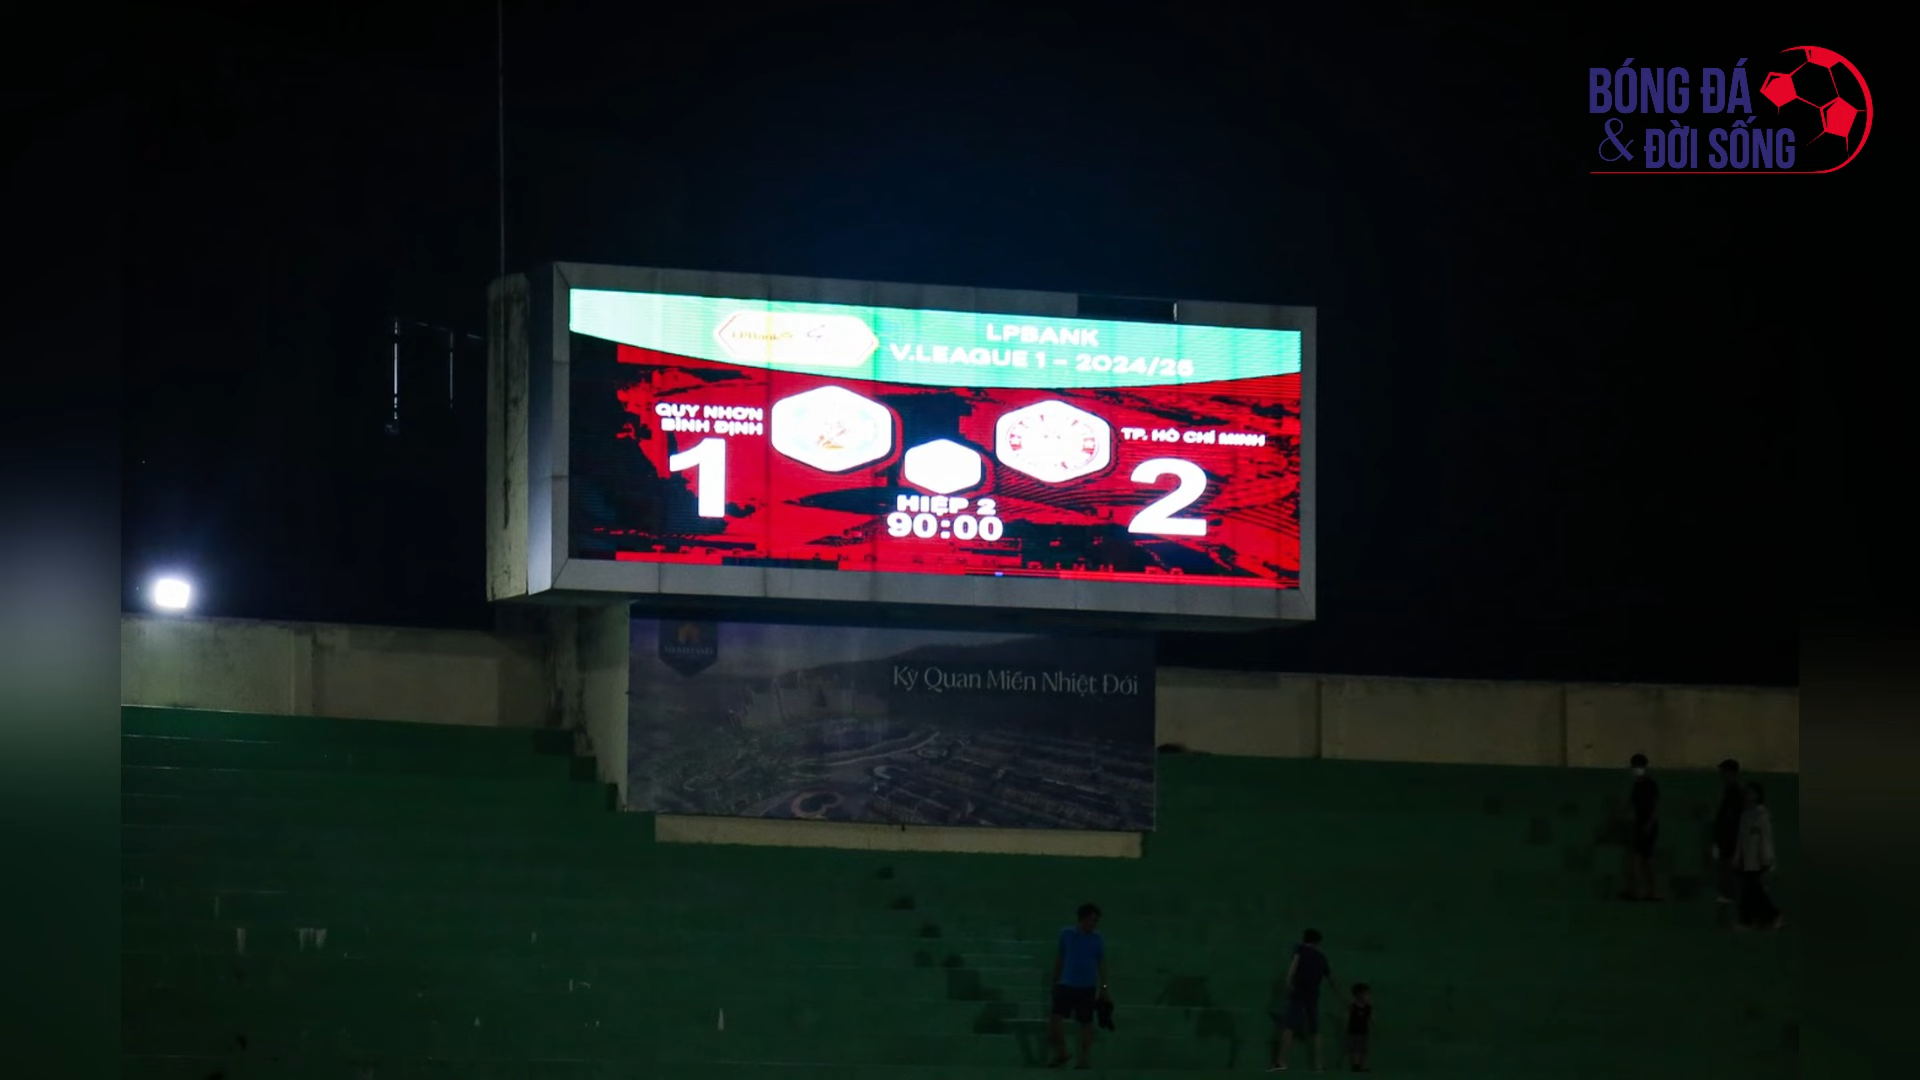 BÓNG ĐÁ
& ĐỜI SỐNG
LPBank
LPBANK
V.LEAGUE 1 - 2024/25
QUY NHƠN
BÌNH ĐỊNH
1
TP. HỒ CHÍ MINH
2
HIỆP 2
90:00
Kỳ Quan Miền Nhiệt Đới